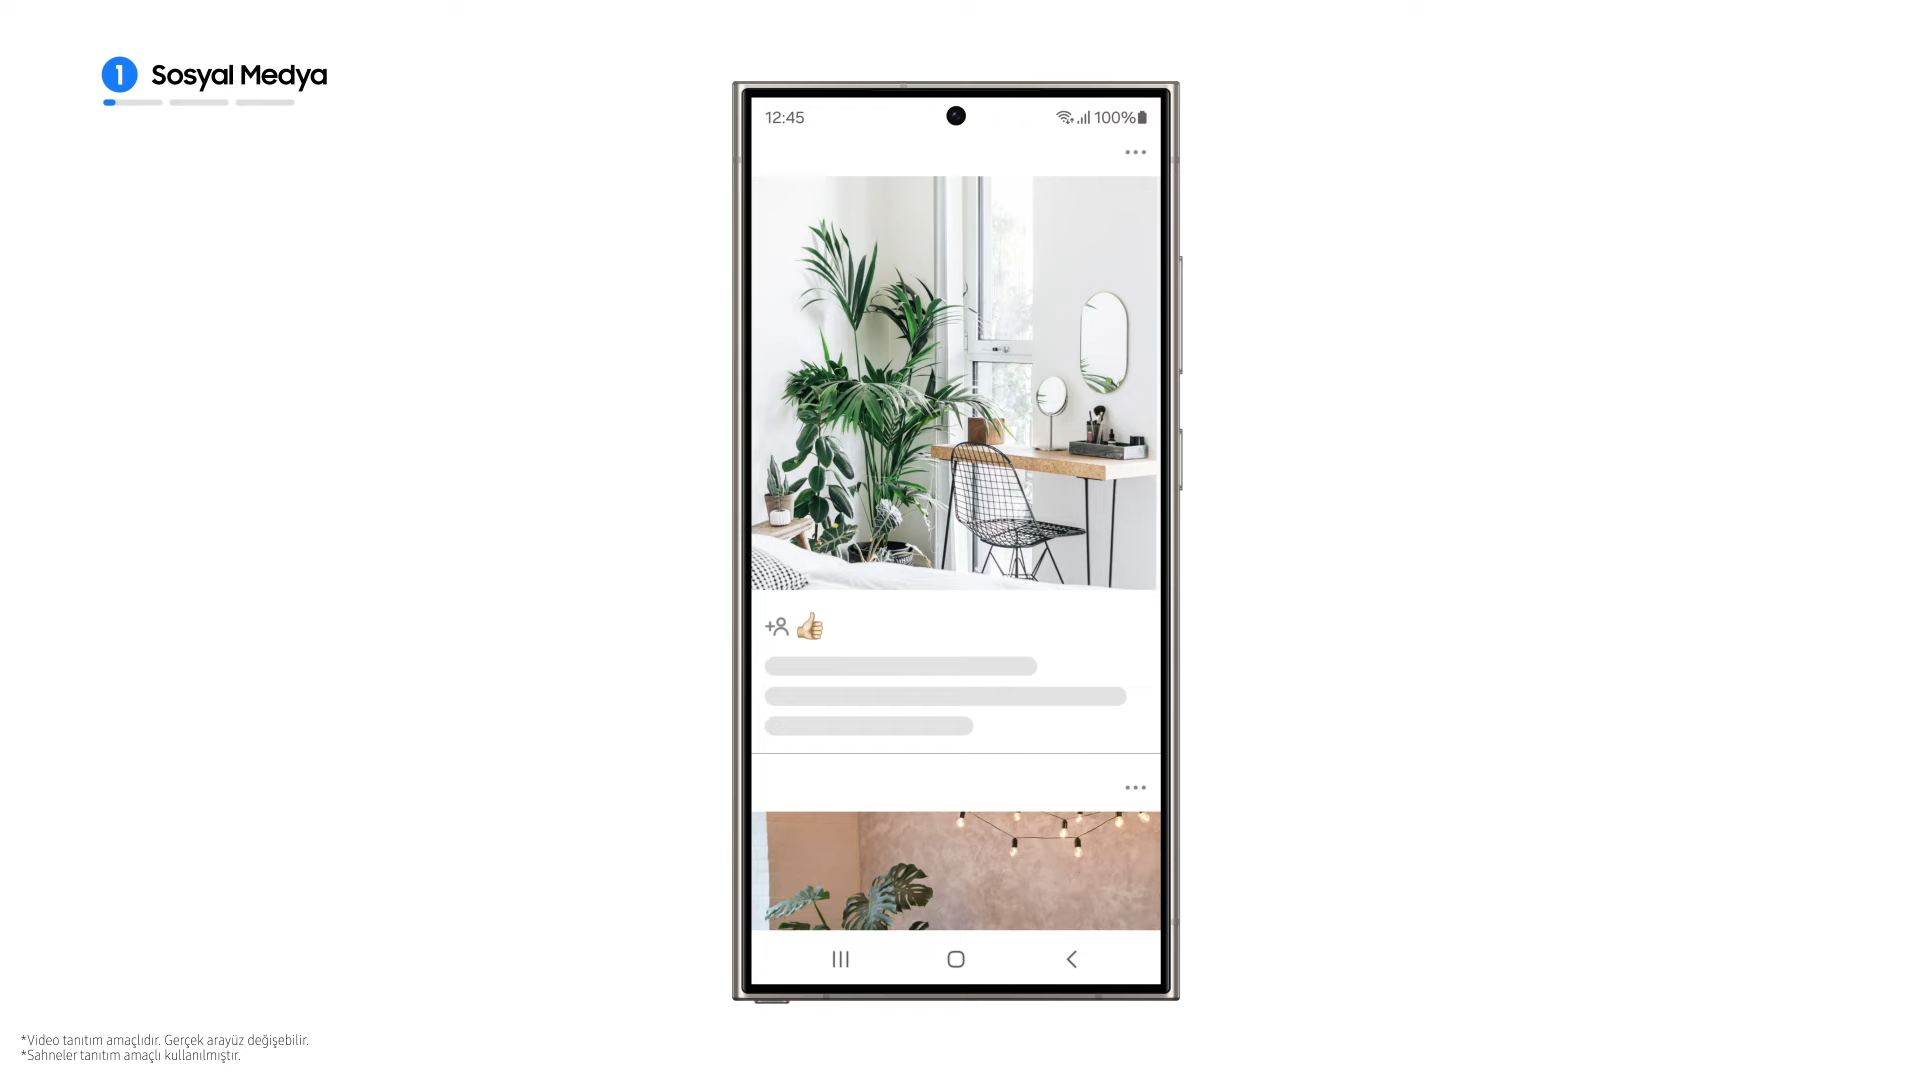 1 Sosyal Medya
12:45
100%
*Video tanıtım amaçlıdır. Gerçek arayüz değişebilir.
*Sahneler tanıtım amaçlı kullanılmıştır.